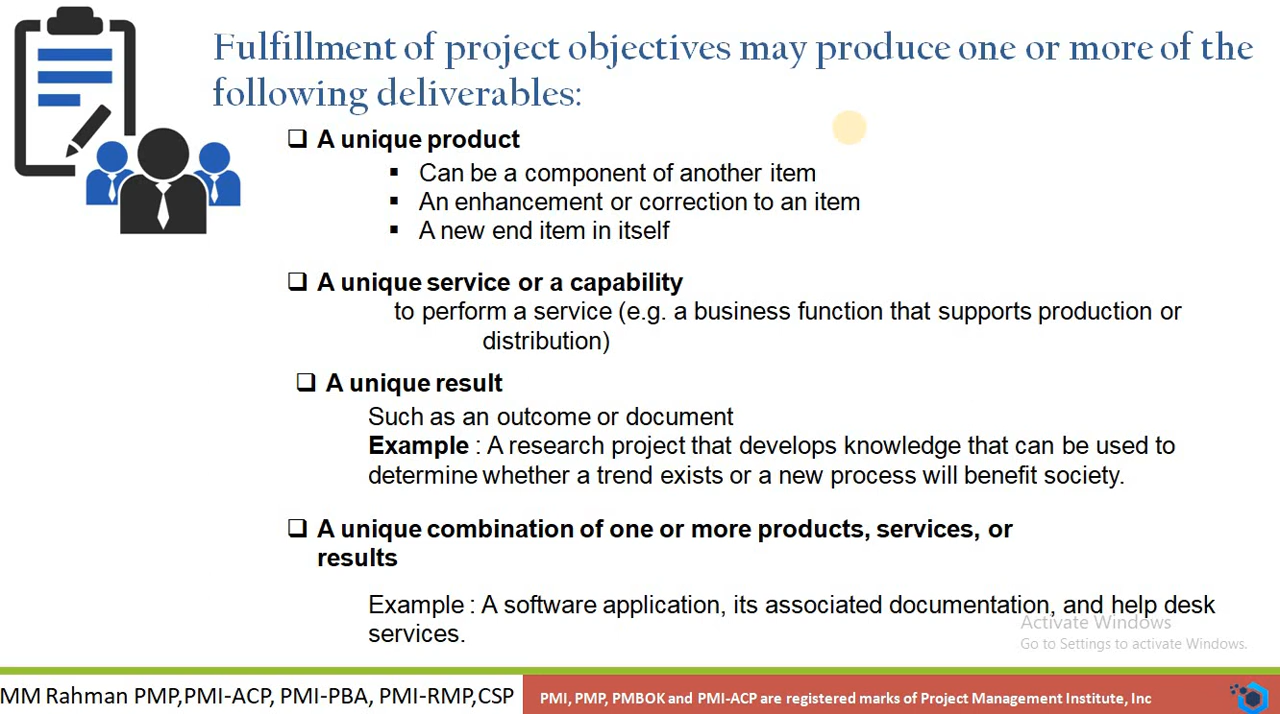 Fulfillment of project objectives may produce one or more of the
following deliverables:
A unique product
Can be a component of another item
An enhancement or correction to an item
A new end item in itself
A unique service or a capability
to perform a service (e.g. a business function that supports production or
distribution)
A unique result
Such as an outcome or document
Example : A research project that develops knowledge that can be used to
determine whether a trend exists or a new process will benefit society.
A unique combination of one or more products, services, or
results
Example : A software application, its associated documentation, and help desk
services.
Activate Windows
Go to Settings to activate Windows.
MM Rahman PMP,PMI-ACP, PMI-PBA, PMI-RMP,CSP
PMI, PMP, PMBOK and PMI-ACP are registered marks of Project Management Institute, Inc